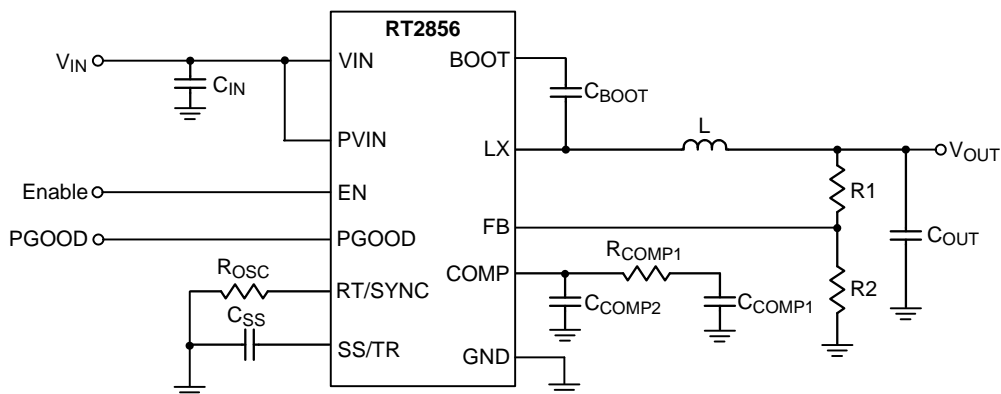 RT2856
VIN
VIN
BOOT
CIN
CBOOT
PVIN
LX
L
VOUT
Enable
EN
R1
PGOOD
PGOOD
FB
COUT
RCOMP1
COMP
ROSC
RT/SYNC
R2
CCOMP2
CCOMP1
CSS
SS/TR
GND